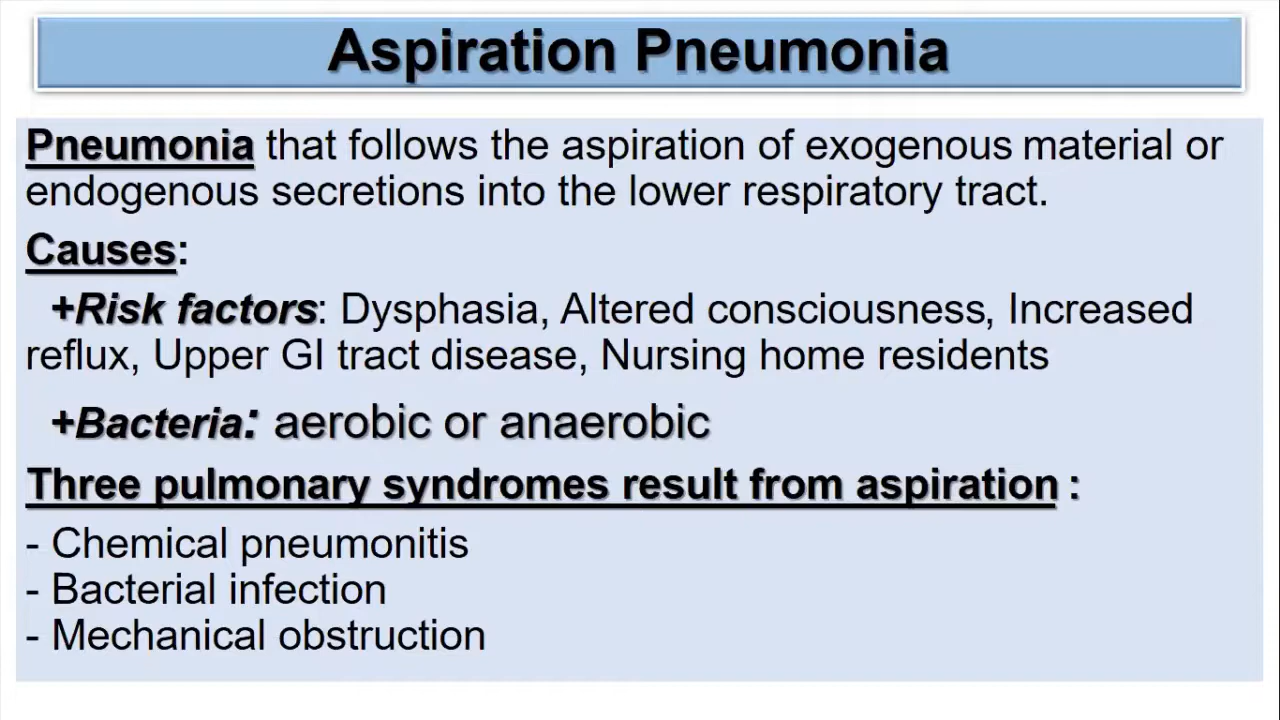 Aspiration Pneumonia
Pneumonia that follows the aspiration of exogenous material or
endogenous secretions into the lower respiratory tract.
Causes:
+Risk factors: Dysphasia, Altered consciousness, Increased
reflux, Upper GI tract disease, Nursing home residents
+Bacteria: aerobic or anaerobic
Three pulmonary syndromes result from aspiration :
- Chemical pneumonitis
- Bacterial infection
- Mechanical obstruction